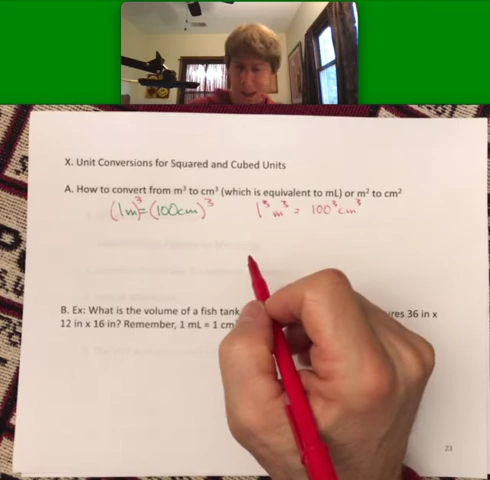 X. Unit Conversions for Squared and Cubed Units
A. How to convert from m³ to cm³ (which is equivalent to mL) or m² to cm²
(1m)³=(100cm)³ 1³ m³ = 100³ cm³
B. Ex: What is the volume of a fish tank ures 36 in x
12 in x 16 in? Remember, 1 mL = 1 cm
23